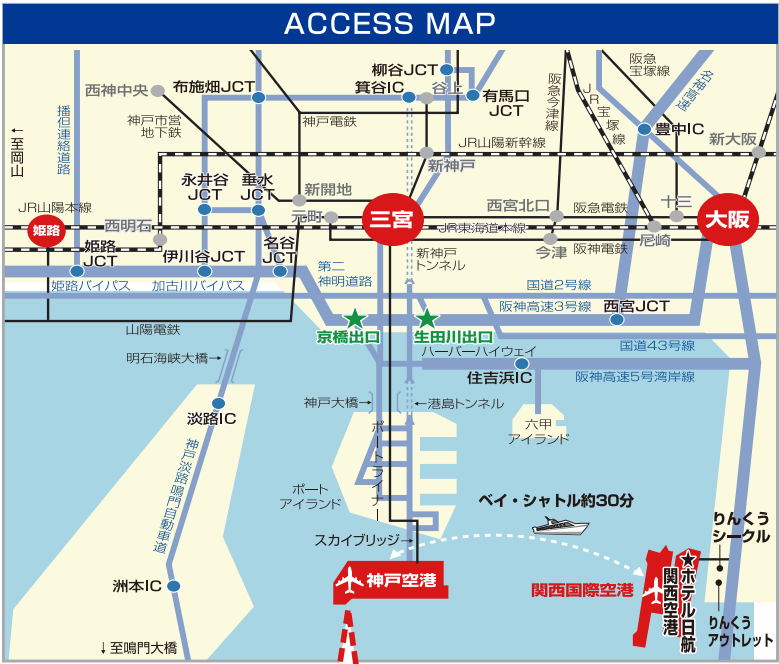 ACCESS MAP
柳谷JCT
西神中央
布施畑JCT
箕谷IC
谷上
有馬口
JCT
阪急
宝塚線
名神高速
阪急今津線
JR宝塚線
豊中IC
新大阪
播但連絡道路
←至岡山
神戸市営
地下鉄
神戸電鉄
JR山陽新幹線
新神戸
永井谷
JCT
垂水
JCT
新開地
元町
三宮
西宮北口
阪急電鉄
十三
大阪
JR山陽本線
姫路
西明石
JR東海道本線
尼崎
今津
阪神電鉄
姫路
JCT
伊川谷JCT
名谷
JCT
新神戸
トンネル
第二
神明道路
姫路バイパス
加古川バイパス
国道2号線
阪神高速3号線
西宮JCT
山陽電鉄
京橋出口
生田川出口
国道43号線
明石海峡大橋→
ハーバーハイウェイ
住吉浜IC
阪神高速5号湾岸線
神戸大橋→
←港島トンネル
淡路IC
六甲
アイランド
ポートライナー
神戸淡路鳴門自動車道
ポート
アイランド
ベイ・シャトル約30分
スカイブリッジ→
りんくう
シークル
神戸空港
関西国際空港
★ホテル日航
関西空港
洲本IC
りんくう
アウトレット
↓至鳴門大橋